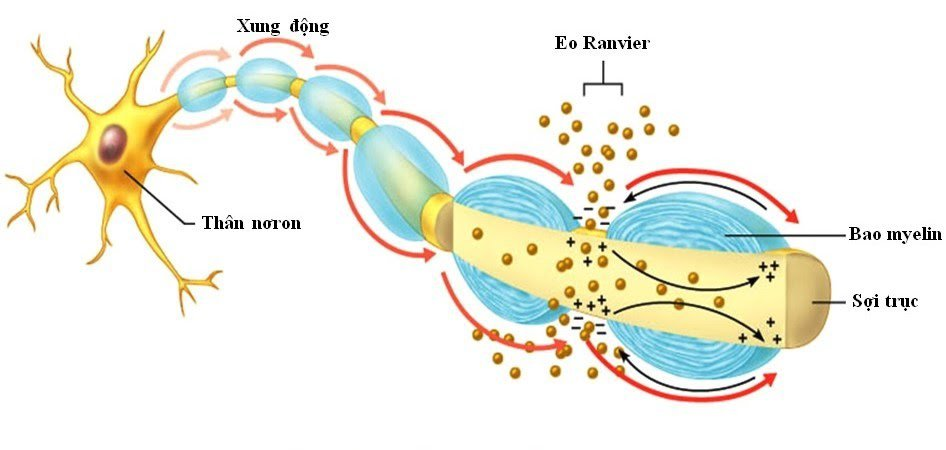 Xung động
Eo Ranvier
Thân nơron
Bao myelin
Sợi trục